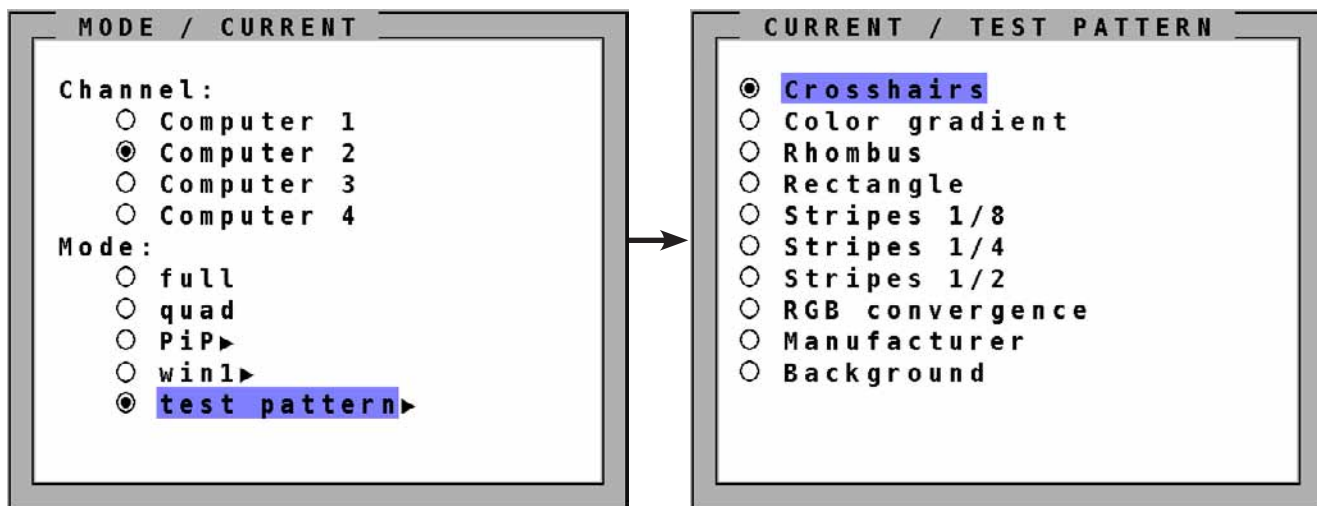 MODE / CURRENT
Channel:
Computer 1
Computer 2
Computer 3
Computer 4
Mode:
full
quad
PiP▶
win1▶
test pattern▶
CURRENT / TEST PATTERN
Crosshairs
Color gradient
Rhombus
Rectangle
Stripes 1/8
Stripes 1/4
Stripes 1/2
RGB convergence
Manufacturer
Background